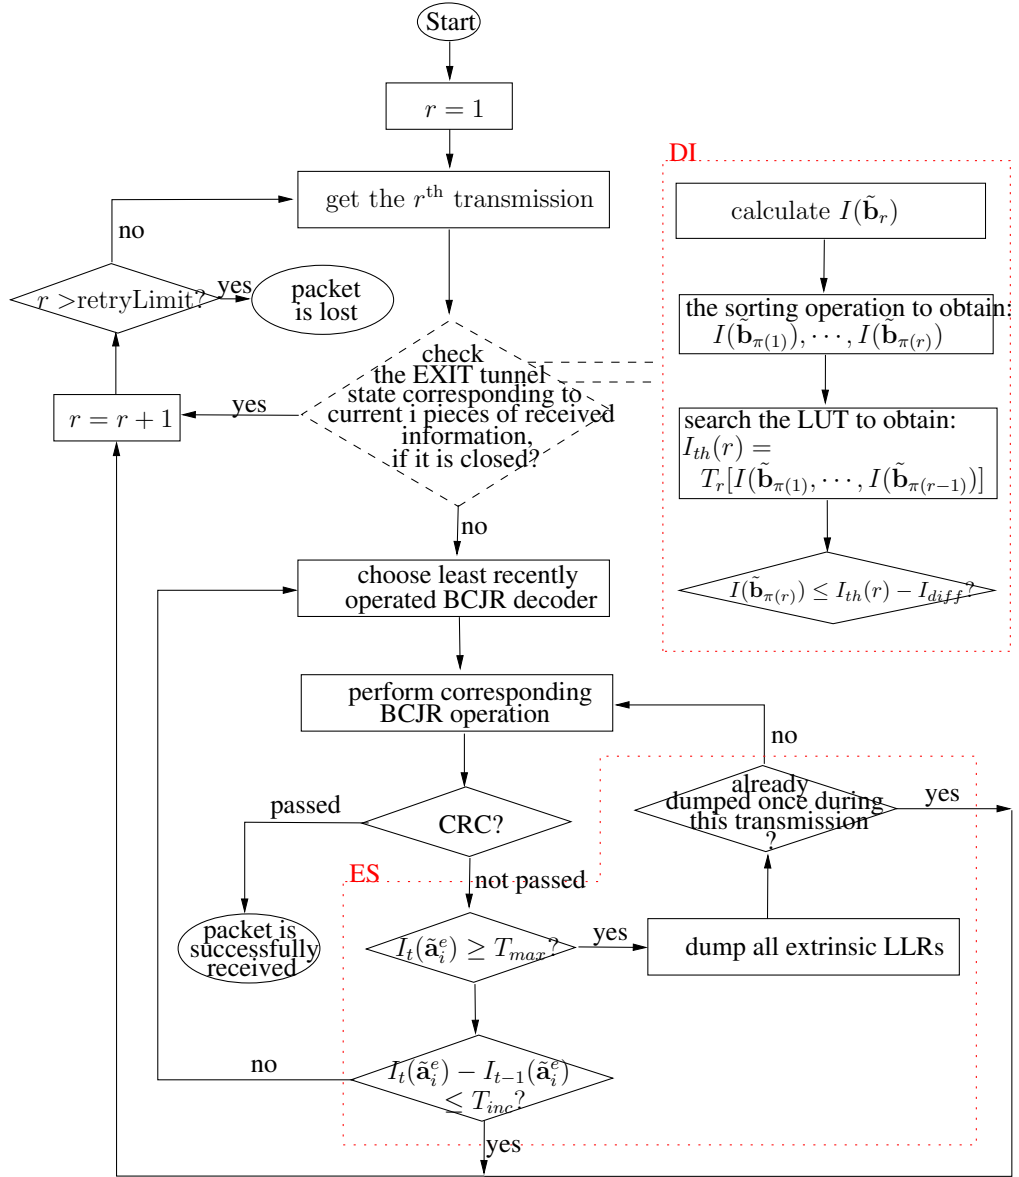 Start
r = 1
DI
get the r^th transmission
calculate I(b̃_r)
no
r >retryLimit?
yes
packet
is lost
the sorting operation to obtain:
I(b̃_π(1)), ⋯ , I(b̃_π(r))
check
the EXIT tunnel
state corresponding to
current i pieces of received
information,
if it is closed?
r = r + 1
yes
search the LUT to obtain:
I_th(r) =
T_r[I(b̃_π(1), ⋯ , I(b̃_π(r−1))]
no
choose least recently
operated BCJR decoder
I(b̃_π(r)) ≤ I_th(r) − I_diff?
perform corresponding
BCJR operation
no
already
dumped once during
this transmission
?
yes
passed
CRC?
ES
not passed
packet is
successfully
received
I_t(ã_i^e) ≥ T_max?
yes
dump all extrinsic LLRs
no
I_t(ã_i^e) − I_t−1(ã_i^e)
≤ T_inc?
yes